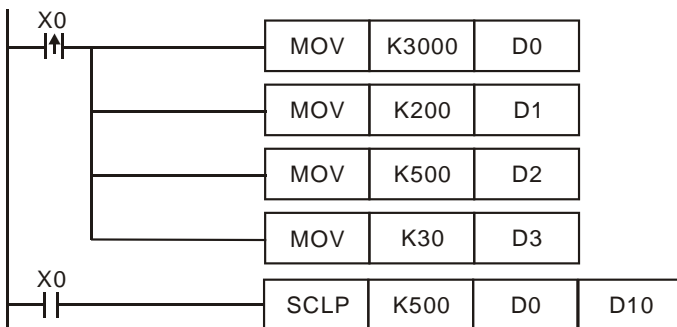 X0
MOV K3000 D0
MOV K200 D1
MOV K500 D2
MOV K30 D3
X0
SCLP K500 D0 D10